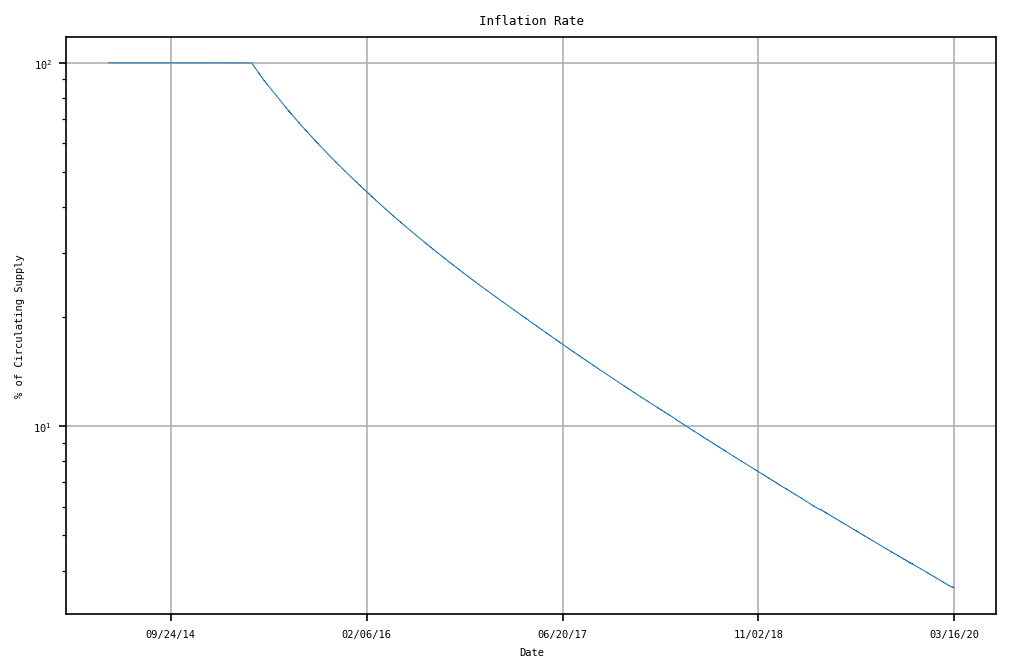 Inflation Rate
10²
10¹
% of Circulating Supply
09/24/14 02/06/16 06/20/17 11/02/18 03/16/20
Date